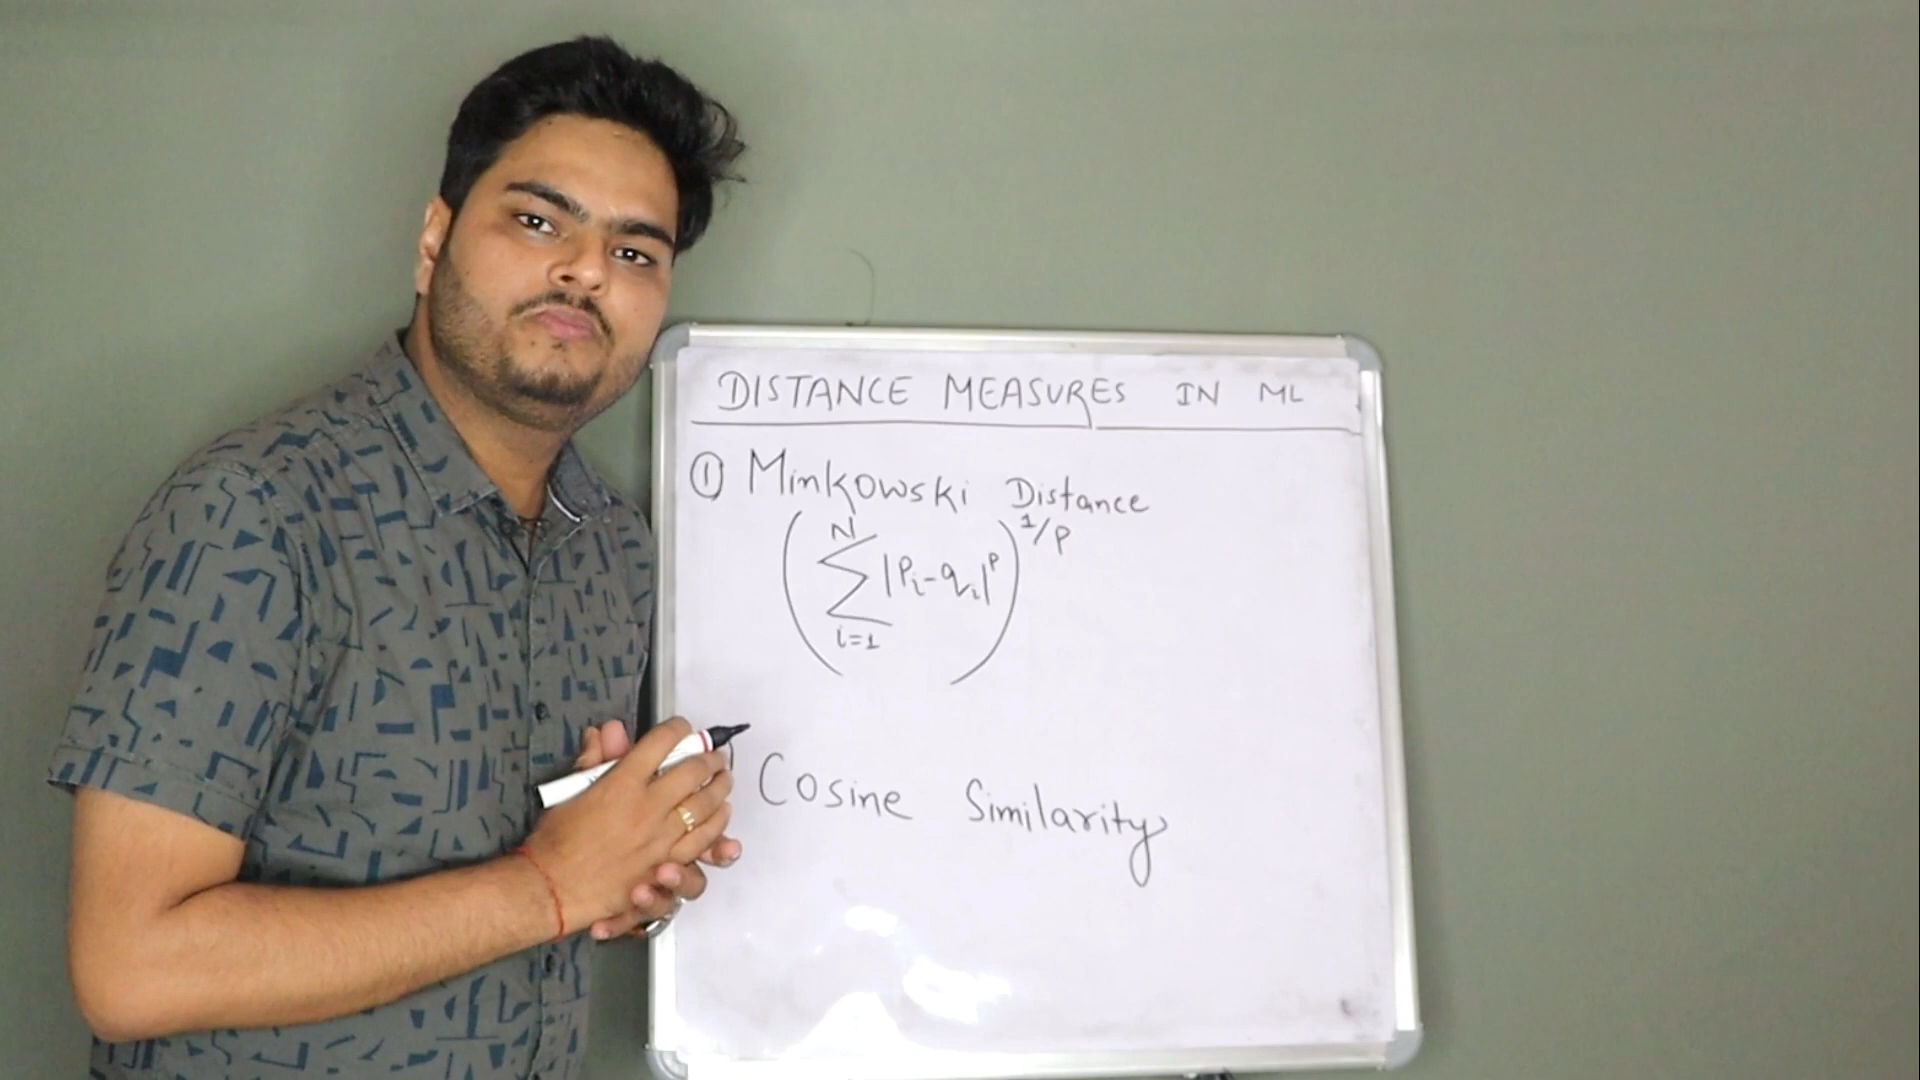 DISTANCE MEASURES IN ML
① Minkowski Distance
(∑_{i=1}^{N} |Pi-qi|^P)^{1/P}
Cosine Similarity